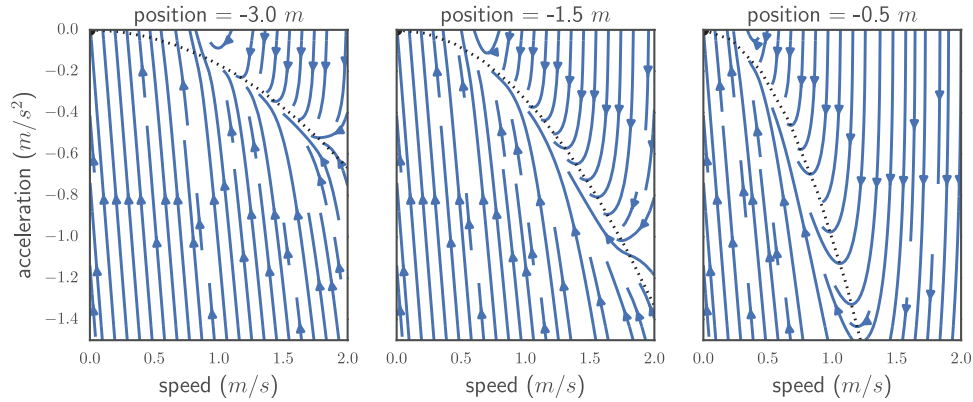 position = -3.0 m
position = -1.5 m
position = -0.5 m
acceleration (m/s²)
0.0
−0.2
−0.4
−0.6
−0.8
−1.0
−1.2
−1.4
0.0 0.5 1.0 1.5 2.0
0.0 0.5 1.0 1.5 2.0
0.0 0.5 1.0 1.5 2.0
speed (m/s)
speed (m/s)
speed (m/s)